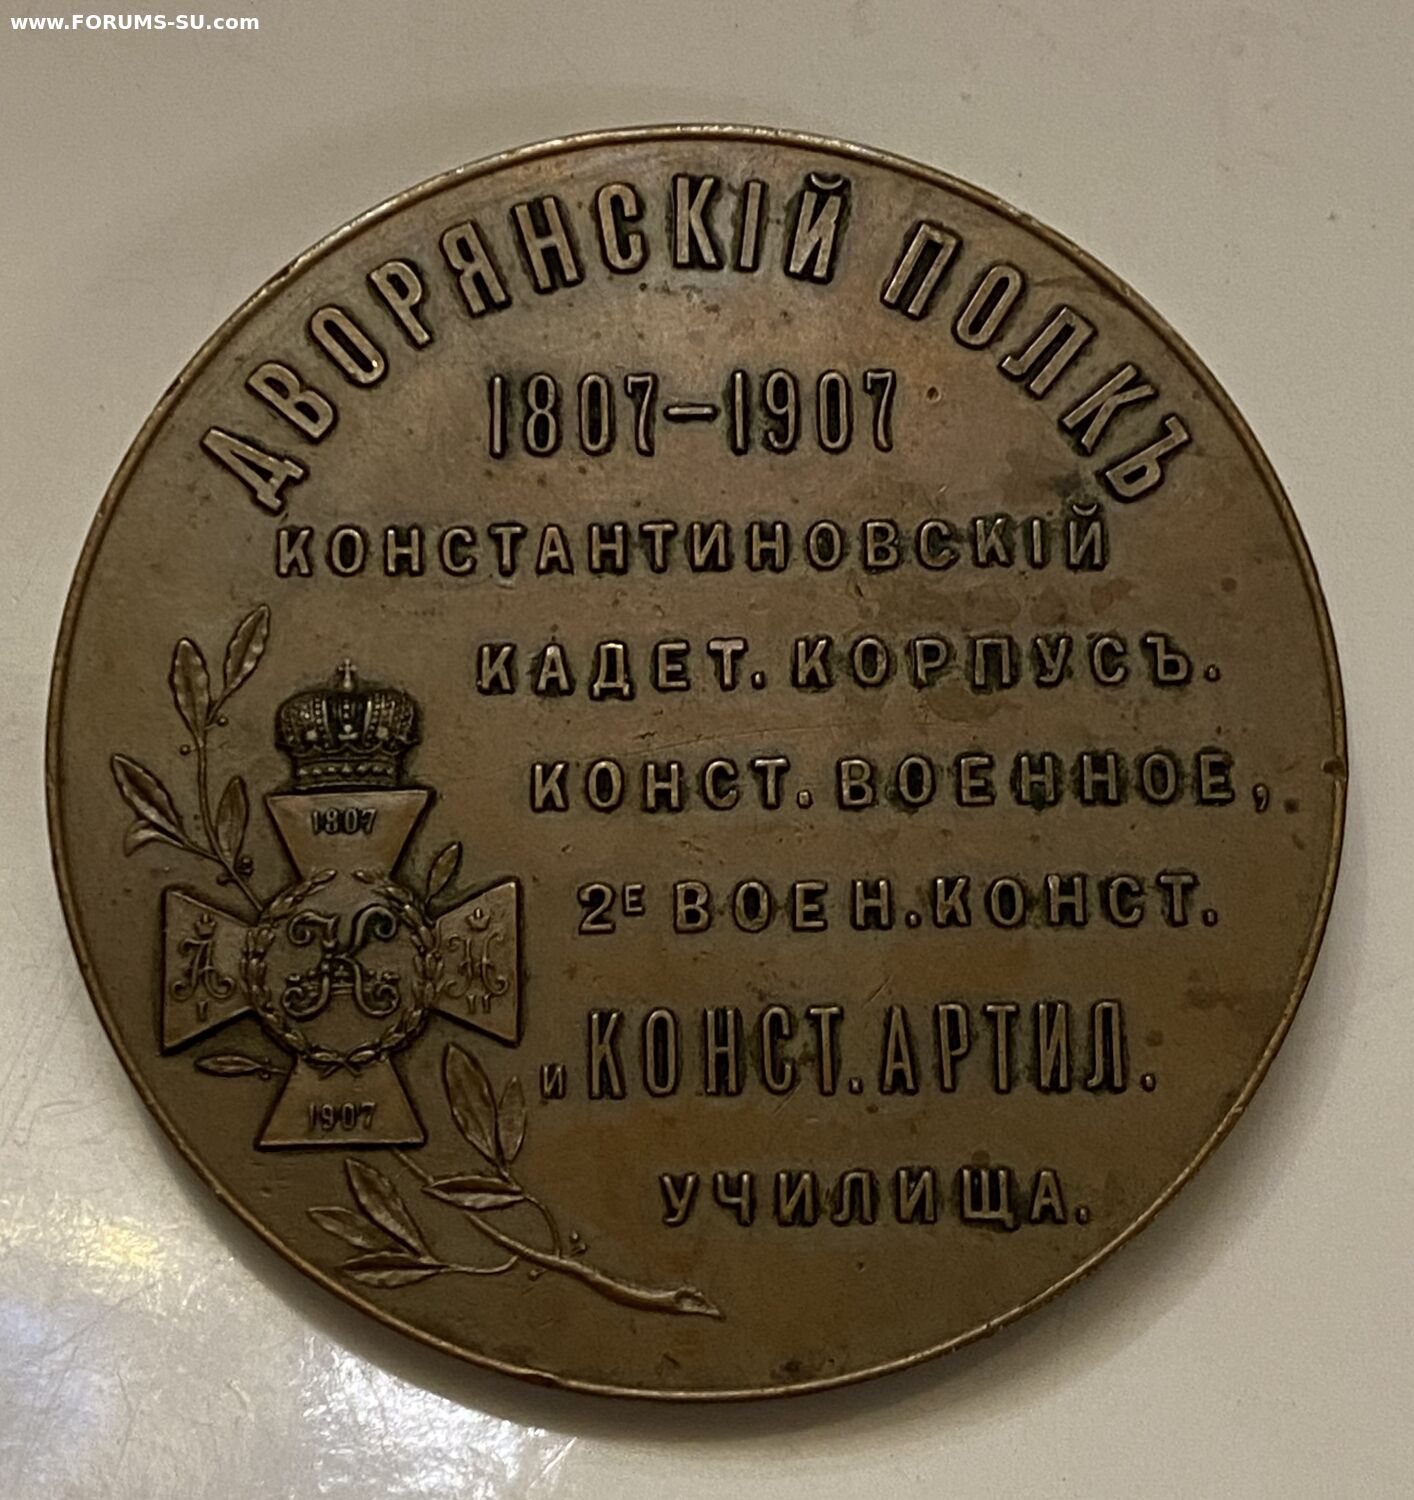 www.FORUMS-SU.com
ДВОРЯНСКІЙ ПОЛКЪ
1807–1907
КОНСТАНТИНОВСКІЙ
КАДЕТ. КОРПУСЪ.
КОНСТ. ВОЕННОЕ,
2Е ВОЕН. КОНСТ.
И КОНСТ. АРТИЛ.
УЧИЛИЩА.
1807
А I
К
Н II
1907